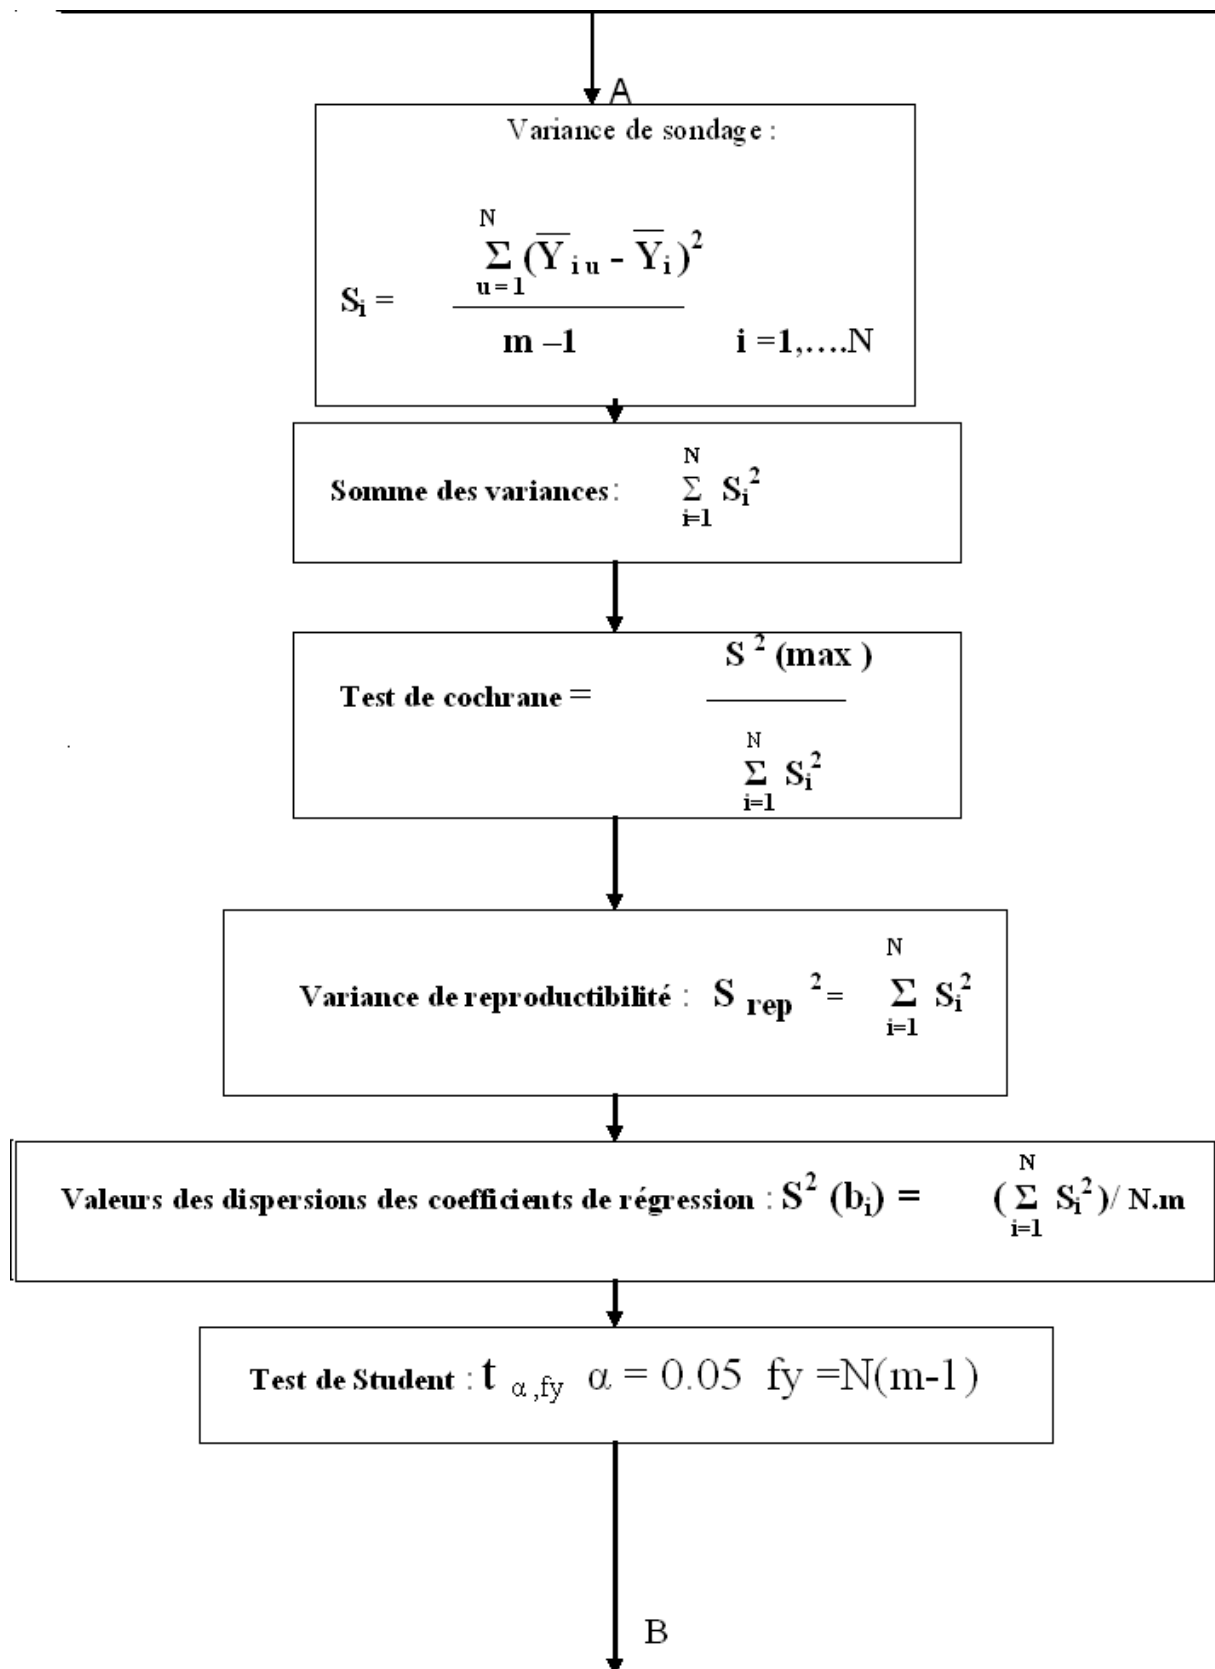 A
Variance de sondage :
N
Σ (Y̅ i u - Y̅ i )²
u = 1
Sᵢ =
m –1 i =1,….N
N
Somme des variances : Σ Sᵢ²
i=1
S ² (max )
Test de cochrane =
N
Σ Sᵢ²
i=1
N
Variance de reproductibilité : S rep ² = Σ Sᵢ²
i=1
N
Valeurs des dispersions des coefficients de régression : S² (bᵢ) = ( Σ Sᵢ² )/ N.m
i=1
Test de Student : t α ,fy α = 0.05 fy =N(m-1)
B